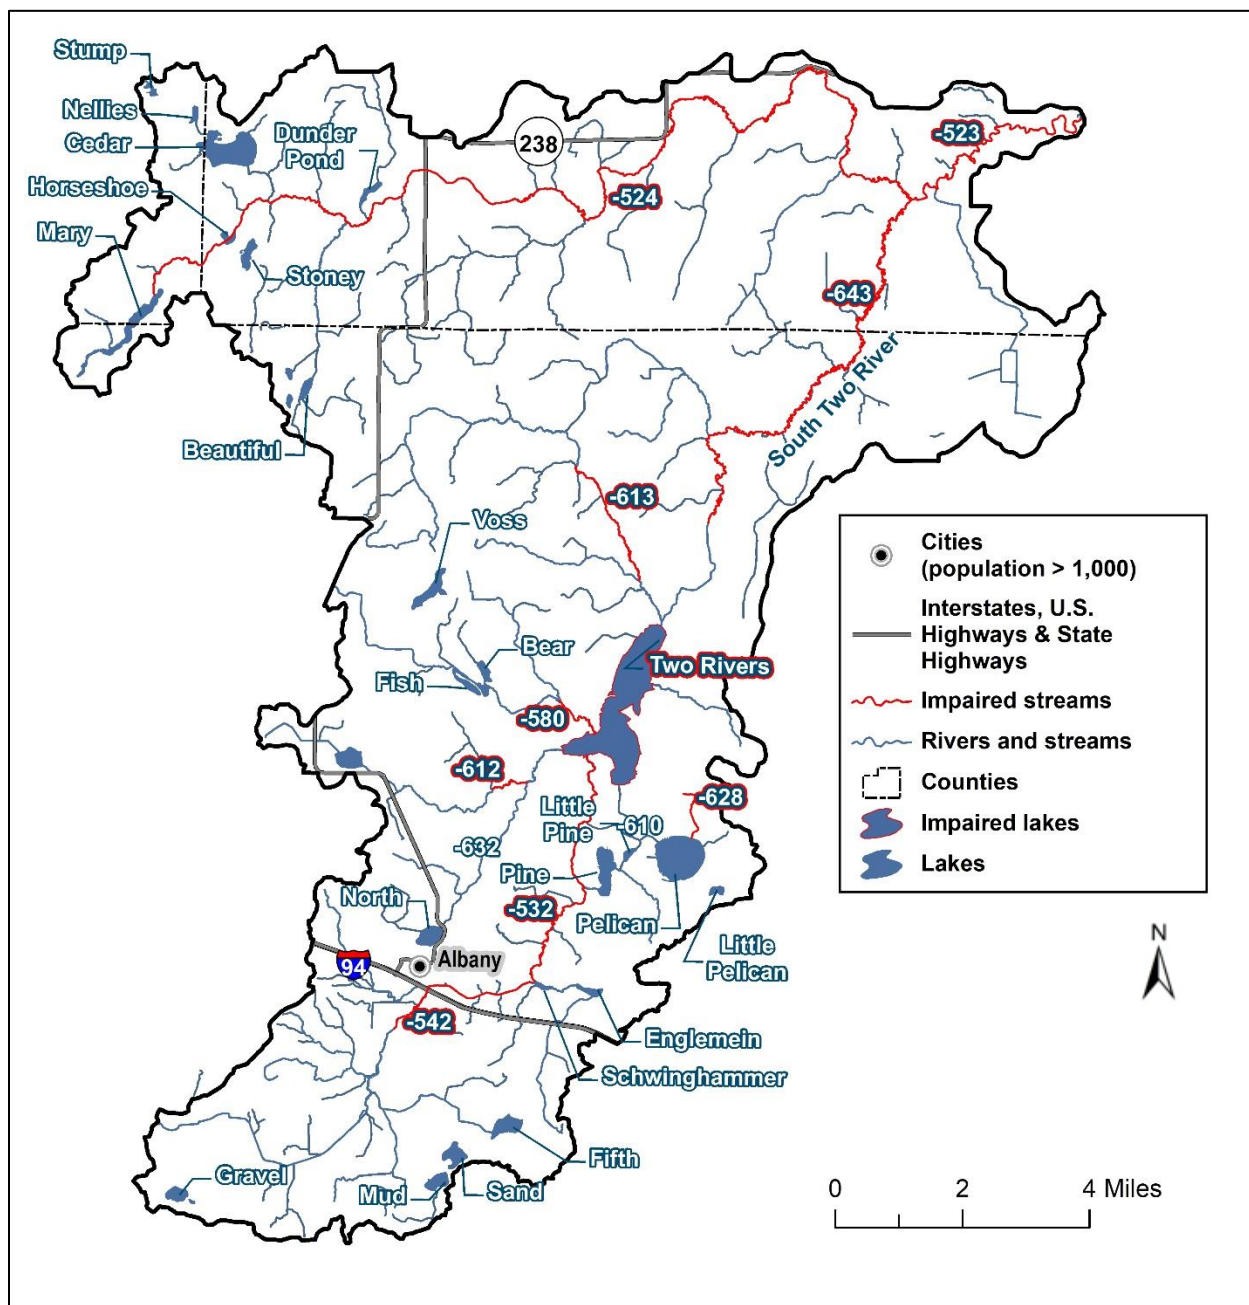 Stump
Nellies
Cedar
Dunder
Pond
238
-523
Horseshoe
-524
Mary
Stoney
-643
South Two River
Beautiful
-613
Voss
Cities
(population > 1,000)
Interstates, U.S.
Highways & State
Highways
Impaired streams
Rivers and streams
Counties
Impaired lakes
Lakes
Bear
Two Rivers
Fish
-580
-612
-628
Little
Pine
-610
-632
Pine
North
-532
Pelican
Little
Pelican
94
Albany
-542
Englemein
Schwinghammer
Fifth
Gravel
Mud
Sand
N
0 2 4 Miles